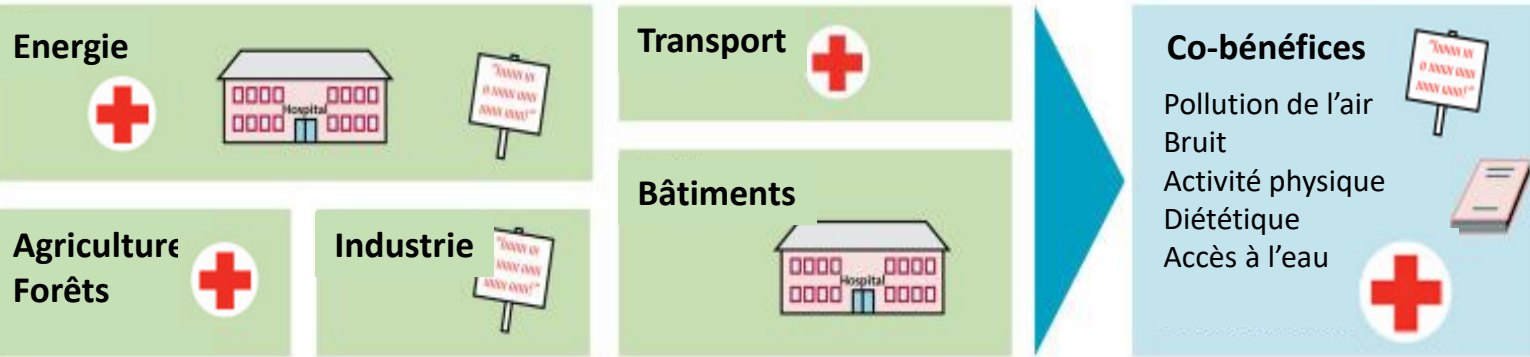 Energie
Hospital
Transport
Bâtiments
Hospital
Agriculture
Forêts
Industrie
Co-bénéfices
Pollution de l’air
Bruit
Activité physique
Diététique
Accès à l’eau